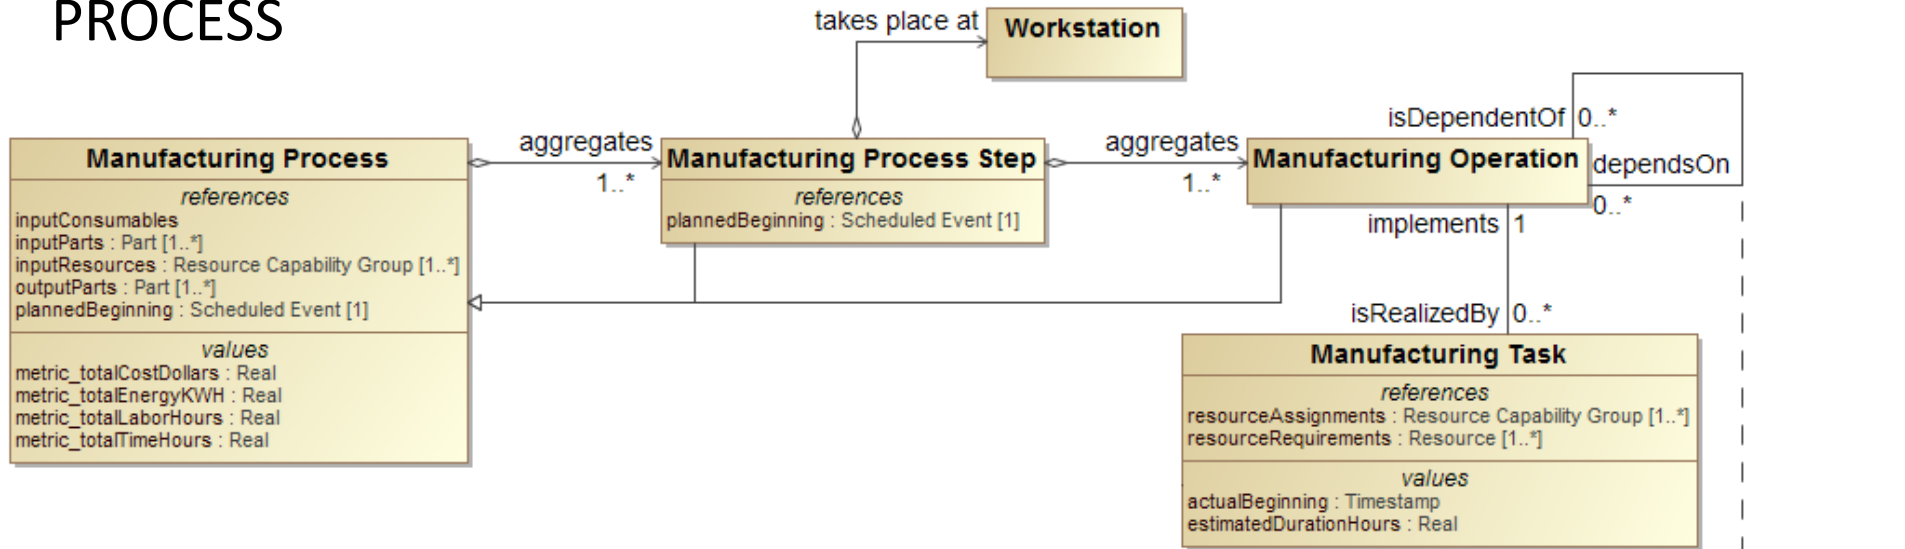 PROCESS
takes place at
Workstation
isDependentOf 0..*
aggregates
1..*
aggregates
1..*
dependsOn
0..*
Manufacturing Process
references
inputConsumables
inputParts : Part [1..*]
inputResources : Resource Capability Group [1..*]
outputParts : Part [1..*]
plannedBeginning : Scheduled Event [1]
values
metric_totalCostDollars : Real
metric_totalEnergyKWH : Real
metric_totalLaborHours : Real
metric_totalTimeHours : Real
Manufacturing Process Step
references
plannedBeginning : Scheduled Event [1]
Manufacturing Operation
implements 1
isRealizedBy 0..*
Manufacturing Task
references
resourceAssignments : Resource Capability Group [1..*]
resourceRequirements : Resource [1..*]
values
actualBeginning : Timestamp
estimatedDurationHours : Real